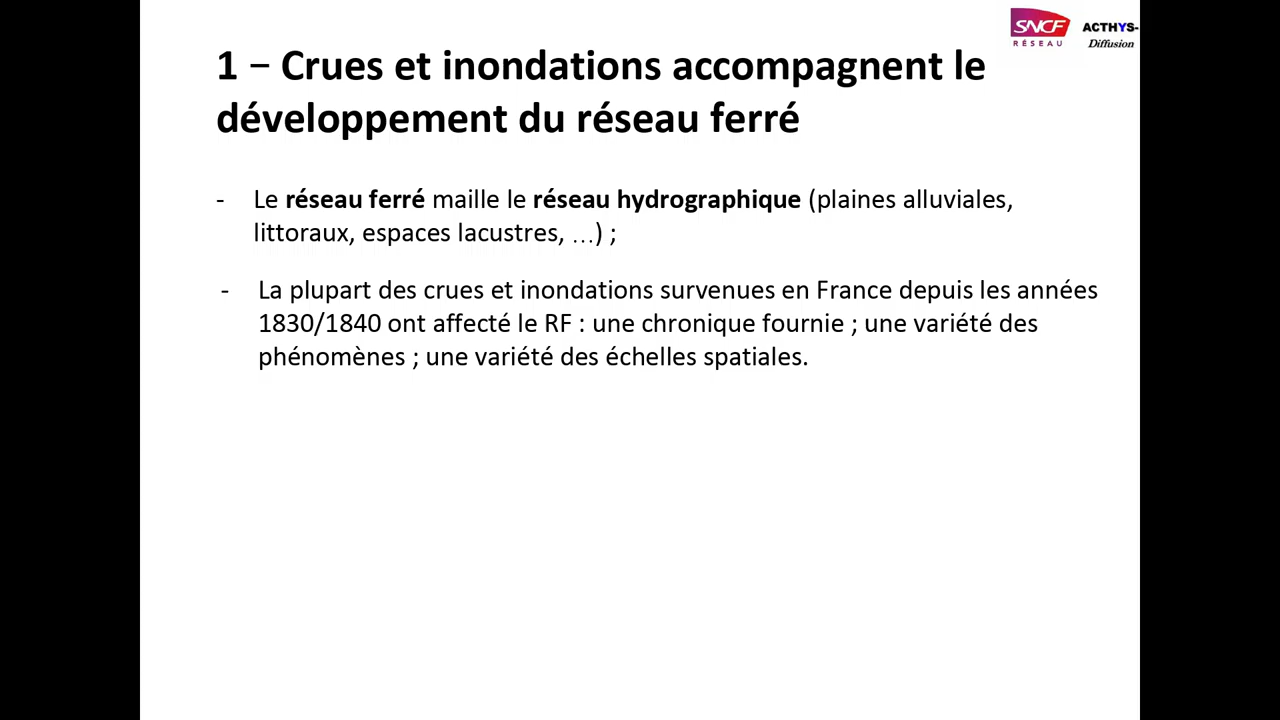 SNCF
RÉSEAU
ACTHYS-
Diffusion
1 – Crues et inondations accompagnent le
développement du réseau ferré
- Le réseau ferré maille le réseau hydrographique (plaines alluviales,
littoraux, espaces lacustres, …) ;
- La plupart des crues et inondations survenues en France depuis les années
1830/1840 ont affecté le RF : une chronique fournie ; une variété des
phénomènes ; une variété des échelles spatiales.